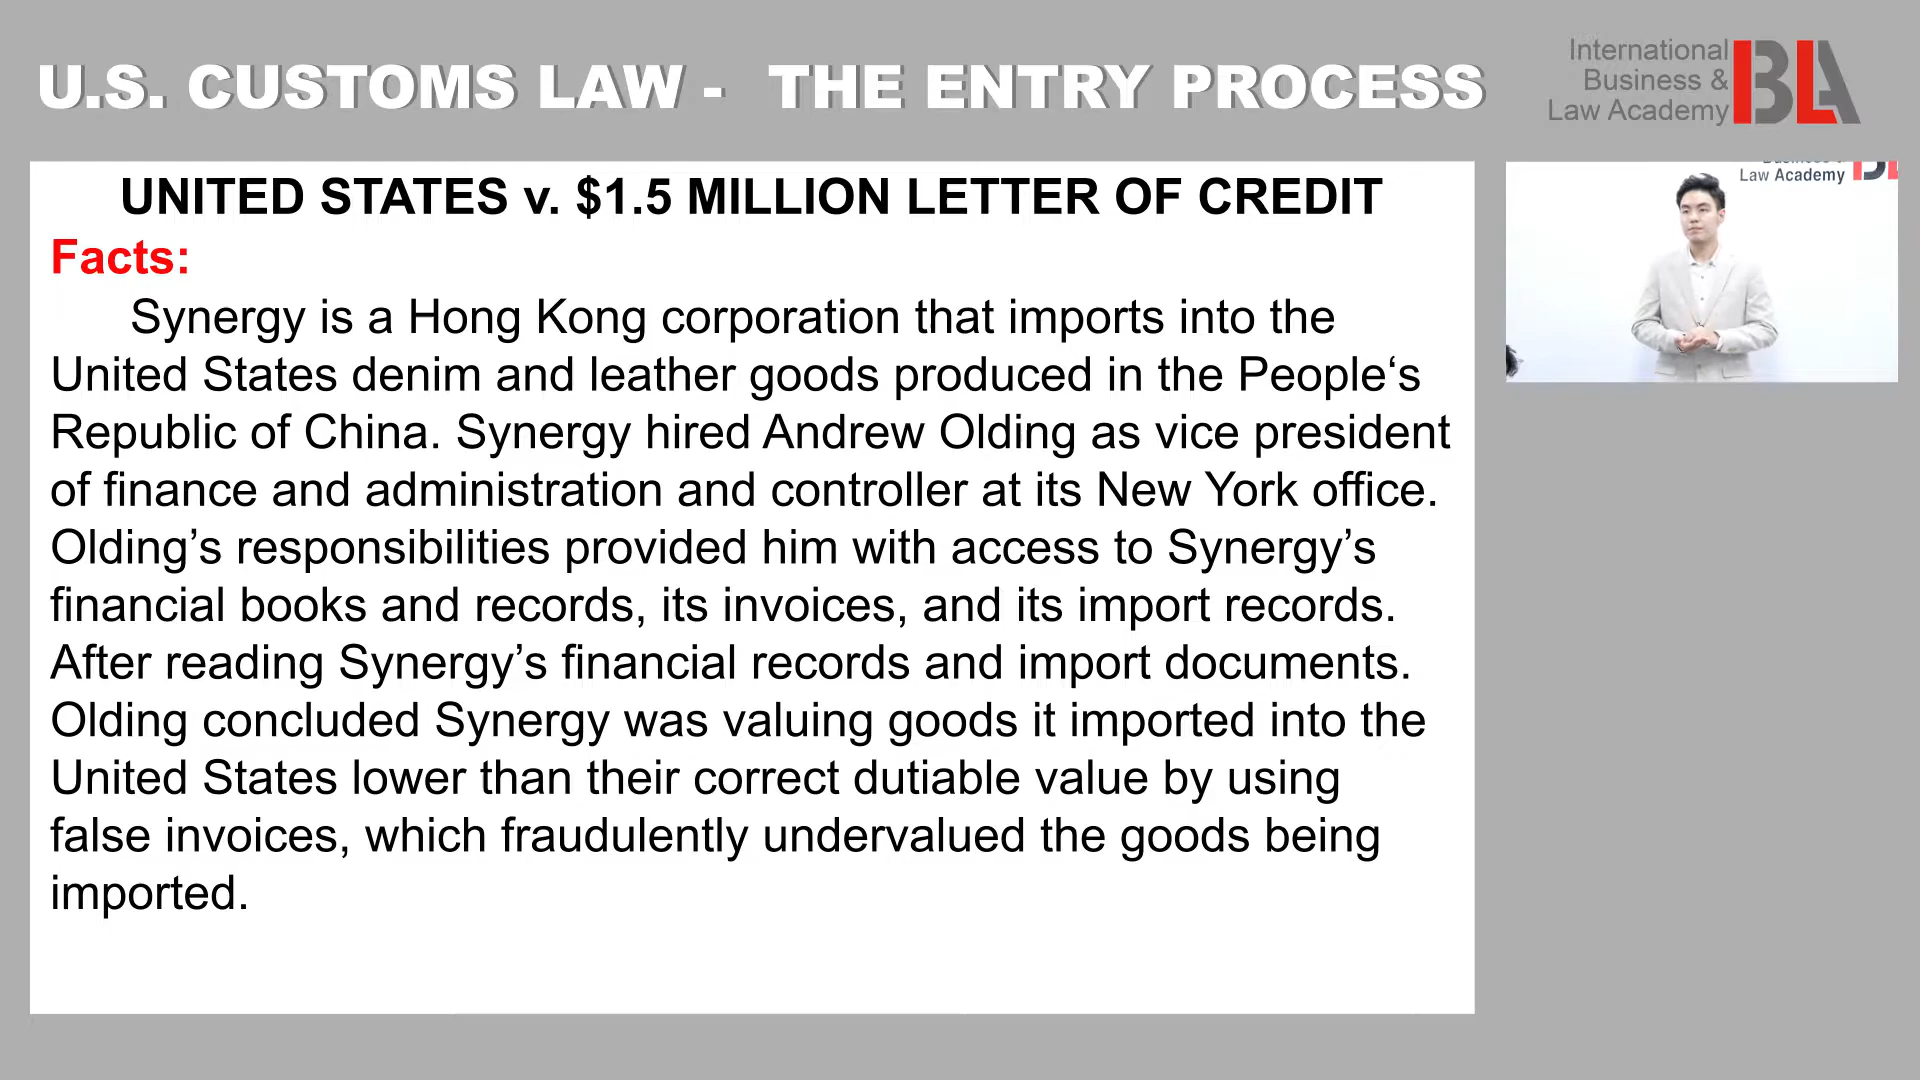 U.S. CUSTOMS LAW - THE ENTRY PROCESS
International
Business &
Law Academy
IBLA
UNITED STATES v. $1.5 MILLION LETTER OF CREDIT
Facts:
Synergy is a Hong Kong corporation that imports into the
United States denim and leather goods produced in the People‘s
Republic of China. Synergy hired Andrew Olding as vice president
of finance and administration and controller at its New York office.
Olding’s responsibilities provided him with access to Synergy’s
financial books and records, its invoices, and its import records.
After reading Synergy’s financial records and import documents.
Olding concluded Synergy was valuing goods it imported into the
United States lower than their correct dutiable value by using
false invoices, which fraudulently undervalued the goods being
imported.
Law Academy